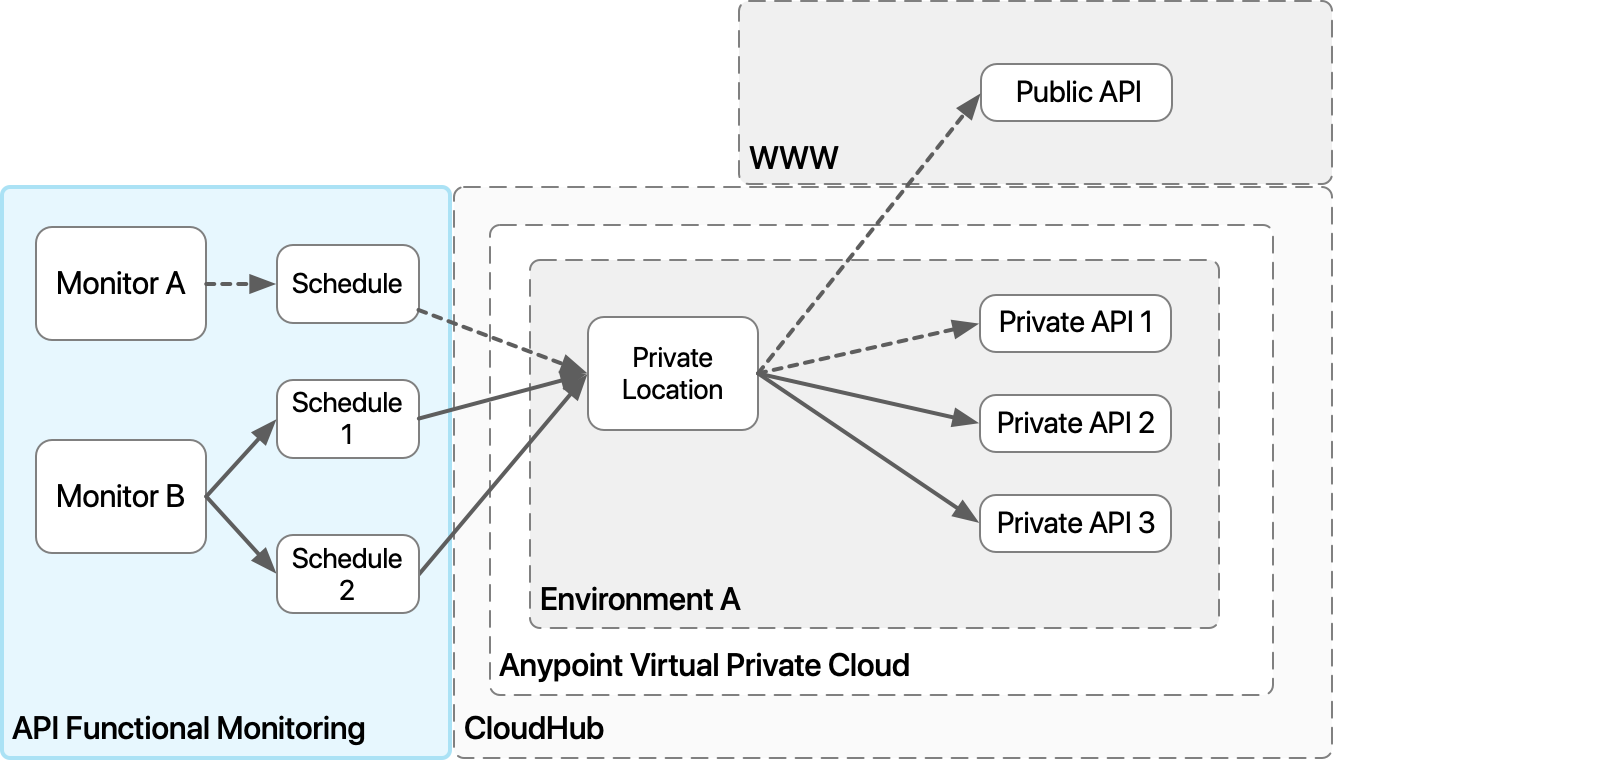 Public API
WWW
Monitor A
Schedule
Monitor B
Schedule
1
Schedule
2
API Functional Monitoring
Private
Location
Private API 1
Private API 2
Private API 3
Environment A
Anypoint Virtual Private Cloud
CloudHub